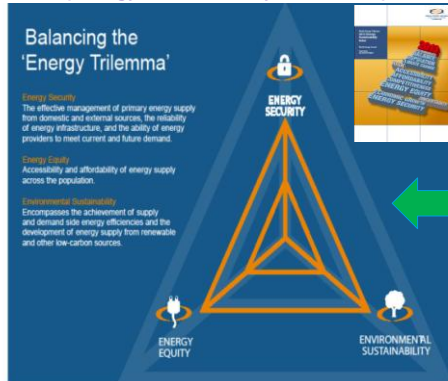 Balancing the
'Energy Trilemma'
Energy Security
The effective management of primary energy supply
from domestic and external sources, the reliability
of energy infrastructure, and the ability of energy
providers to meet current and future demand.
Energy Equity
Accessibility and affordability of energy supply
across the population.
Environmental Sustainability
Encompasses the achievement of supply
and demand side energy efficiencies and the
development of energy supply from renewable
and other low-carbon sources.
ENERGY
SECURITY
ENERGY
EQUITY
ENVIRONMENTAL
SUSTAINABILITY
ENERGY EQUITY
ENERGY SECURITY